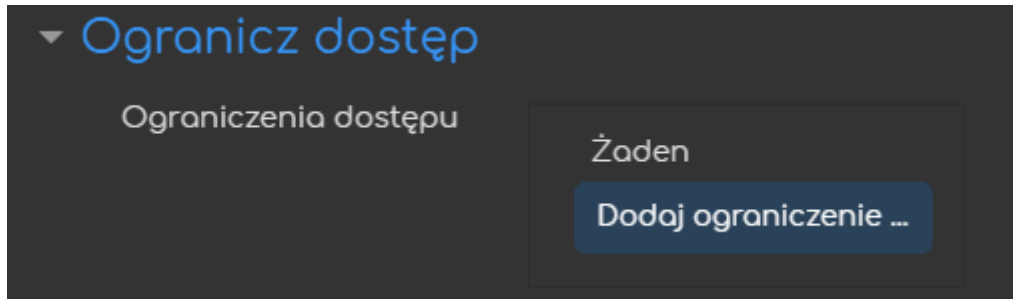 Ogranicz dostęp
Ograniczenia dostępu
Żaden
Dodaj ograniczenie ...